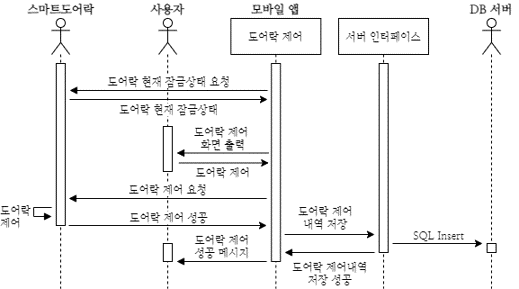 스마트도어락
사용자
모바일 앱
DB 서버
도어락 제어
서버 인터페이스
도어락 현재 잠금상태 요청
도어락 현재 잠금상태
도어락 제어
화면 출력
도어락 제어
도어락 제어 요청
도어락
제어
도어락 제어 성공
도어락 제어
내역 저장
SQL Insert
도어락 제어
성공 메시지
도어락 제어내역
저장 성공